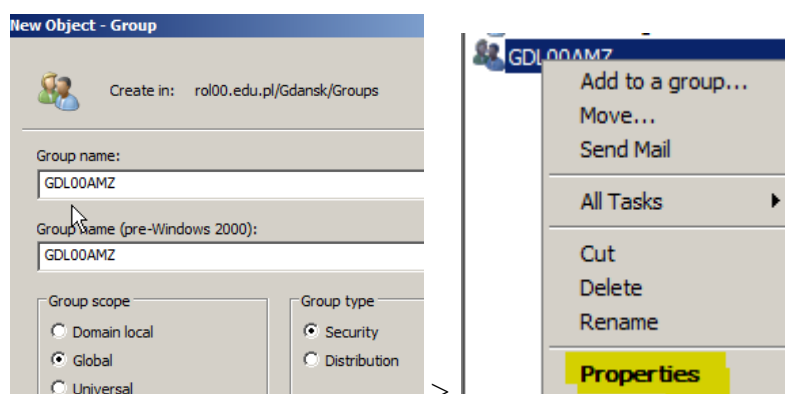 New Object - Group
Create in: rol00.edu.pl/Gdansk/Groups
Group name:
GDL00AMZ
Group name (pre-Windows 2000):
GDL00AMZ
Group scope
Domain local
Global
Universal
Group type
Security
Distribution
>
GDL00AMZ
Add to a group...
Move...
Send Mail
All Tasks
Cut
Delete
Rename
Properties